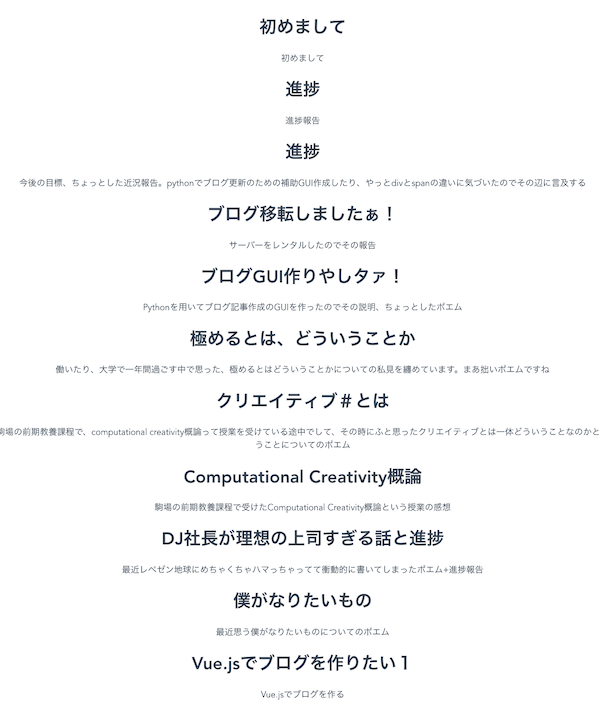 初めまして
初めまして
進捗
進捗報告
進捗
今後の目標、ちょっとした近況報告。pythonでブログ更新のための補助GUI作成したり、やっとdivとspanの違いに気づいたのでその辺に言及する
ブログ移転しましたぁ！
サーバーをレンタルしたのでその報告
ブログGUI作りやしタァ！
Pythonを用いてブログ記事作成のGUIを作ったのでその説明、ちょっとしたポエム
極めるとは、どういうことか
働いたり、大学で一年間過ごす中で思った、極めるとはどういうことかについての私見を纏めています。まあ拙いポエムですね
クリエイティブ＃とは
駒場の前期教養課程で、computational creativity概論って授業を受けている途中でして、その時にふと思ったクリエイティブとは一体どういうことなのかと
うことについてのポエム
Computational Creativity概論
駒場の前期教養課程で受けたComputational Creativity概論という授業の感想
DJ社長が理想の上司すぎる話と進捗
最近レペゼン地球にめちゃくちゃハマっちゃってて衝動的に書いてしまったポエム+進捗報告
僕がなりたいもの
最近思う僕がなりたいものについてのポエム
Vue.jsでブログを作りたい１
Vue.jsでブログを作る